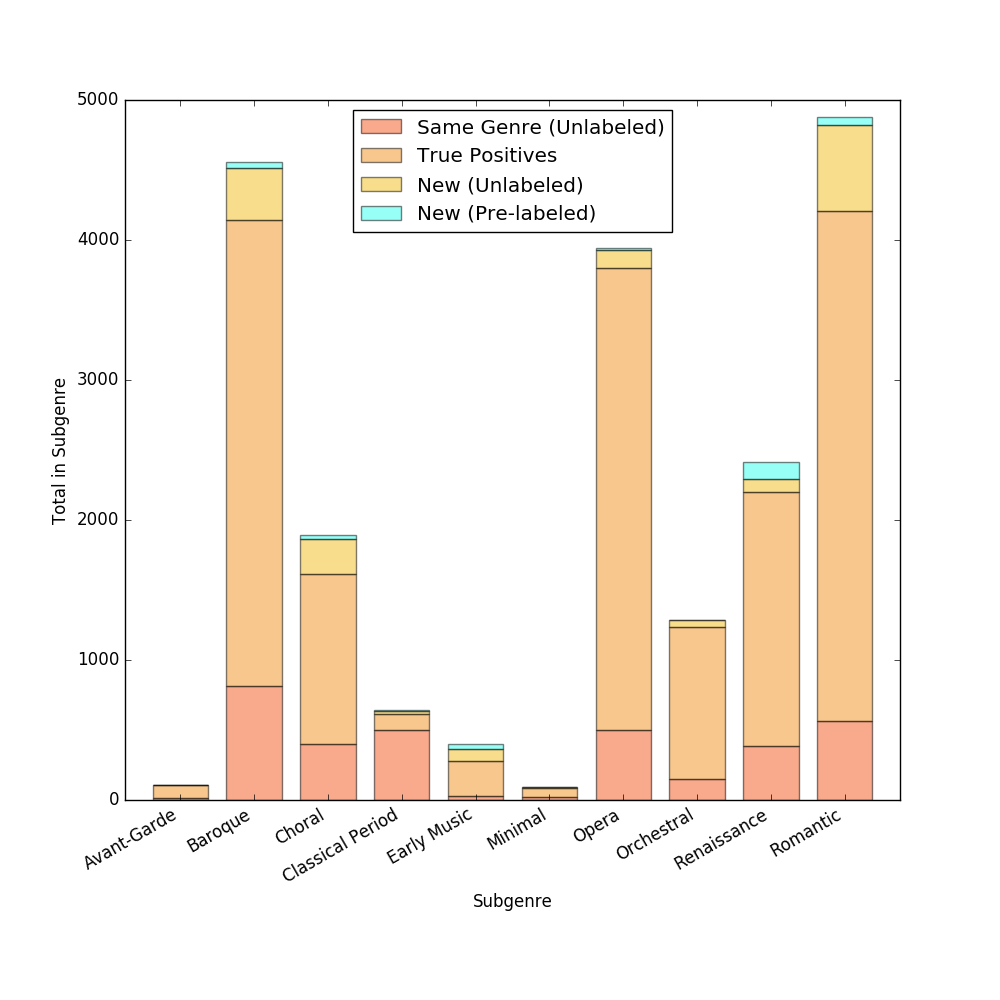 5000
4000
3000
2000
1000
0
Total in Subgenre
Same Genre (Unlabeled)
True Positives
New (Unlabeled)
New (Pre-labeled)
Avant-Garde
Baroque
Choral
Classical Period
Early Music
Minimal
Opera
Orchestral
Renaissance
Romantic
Subgenre